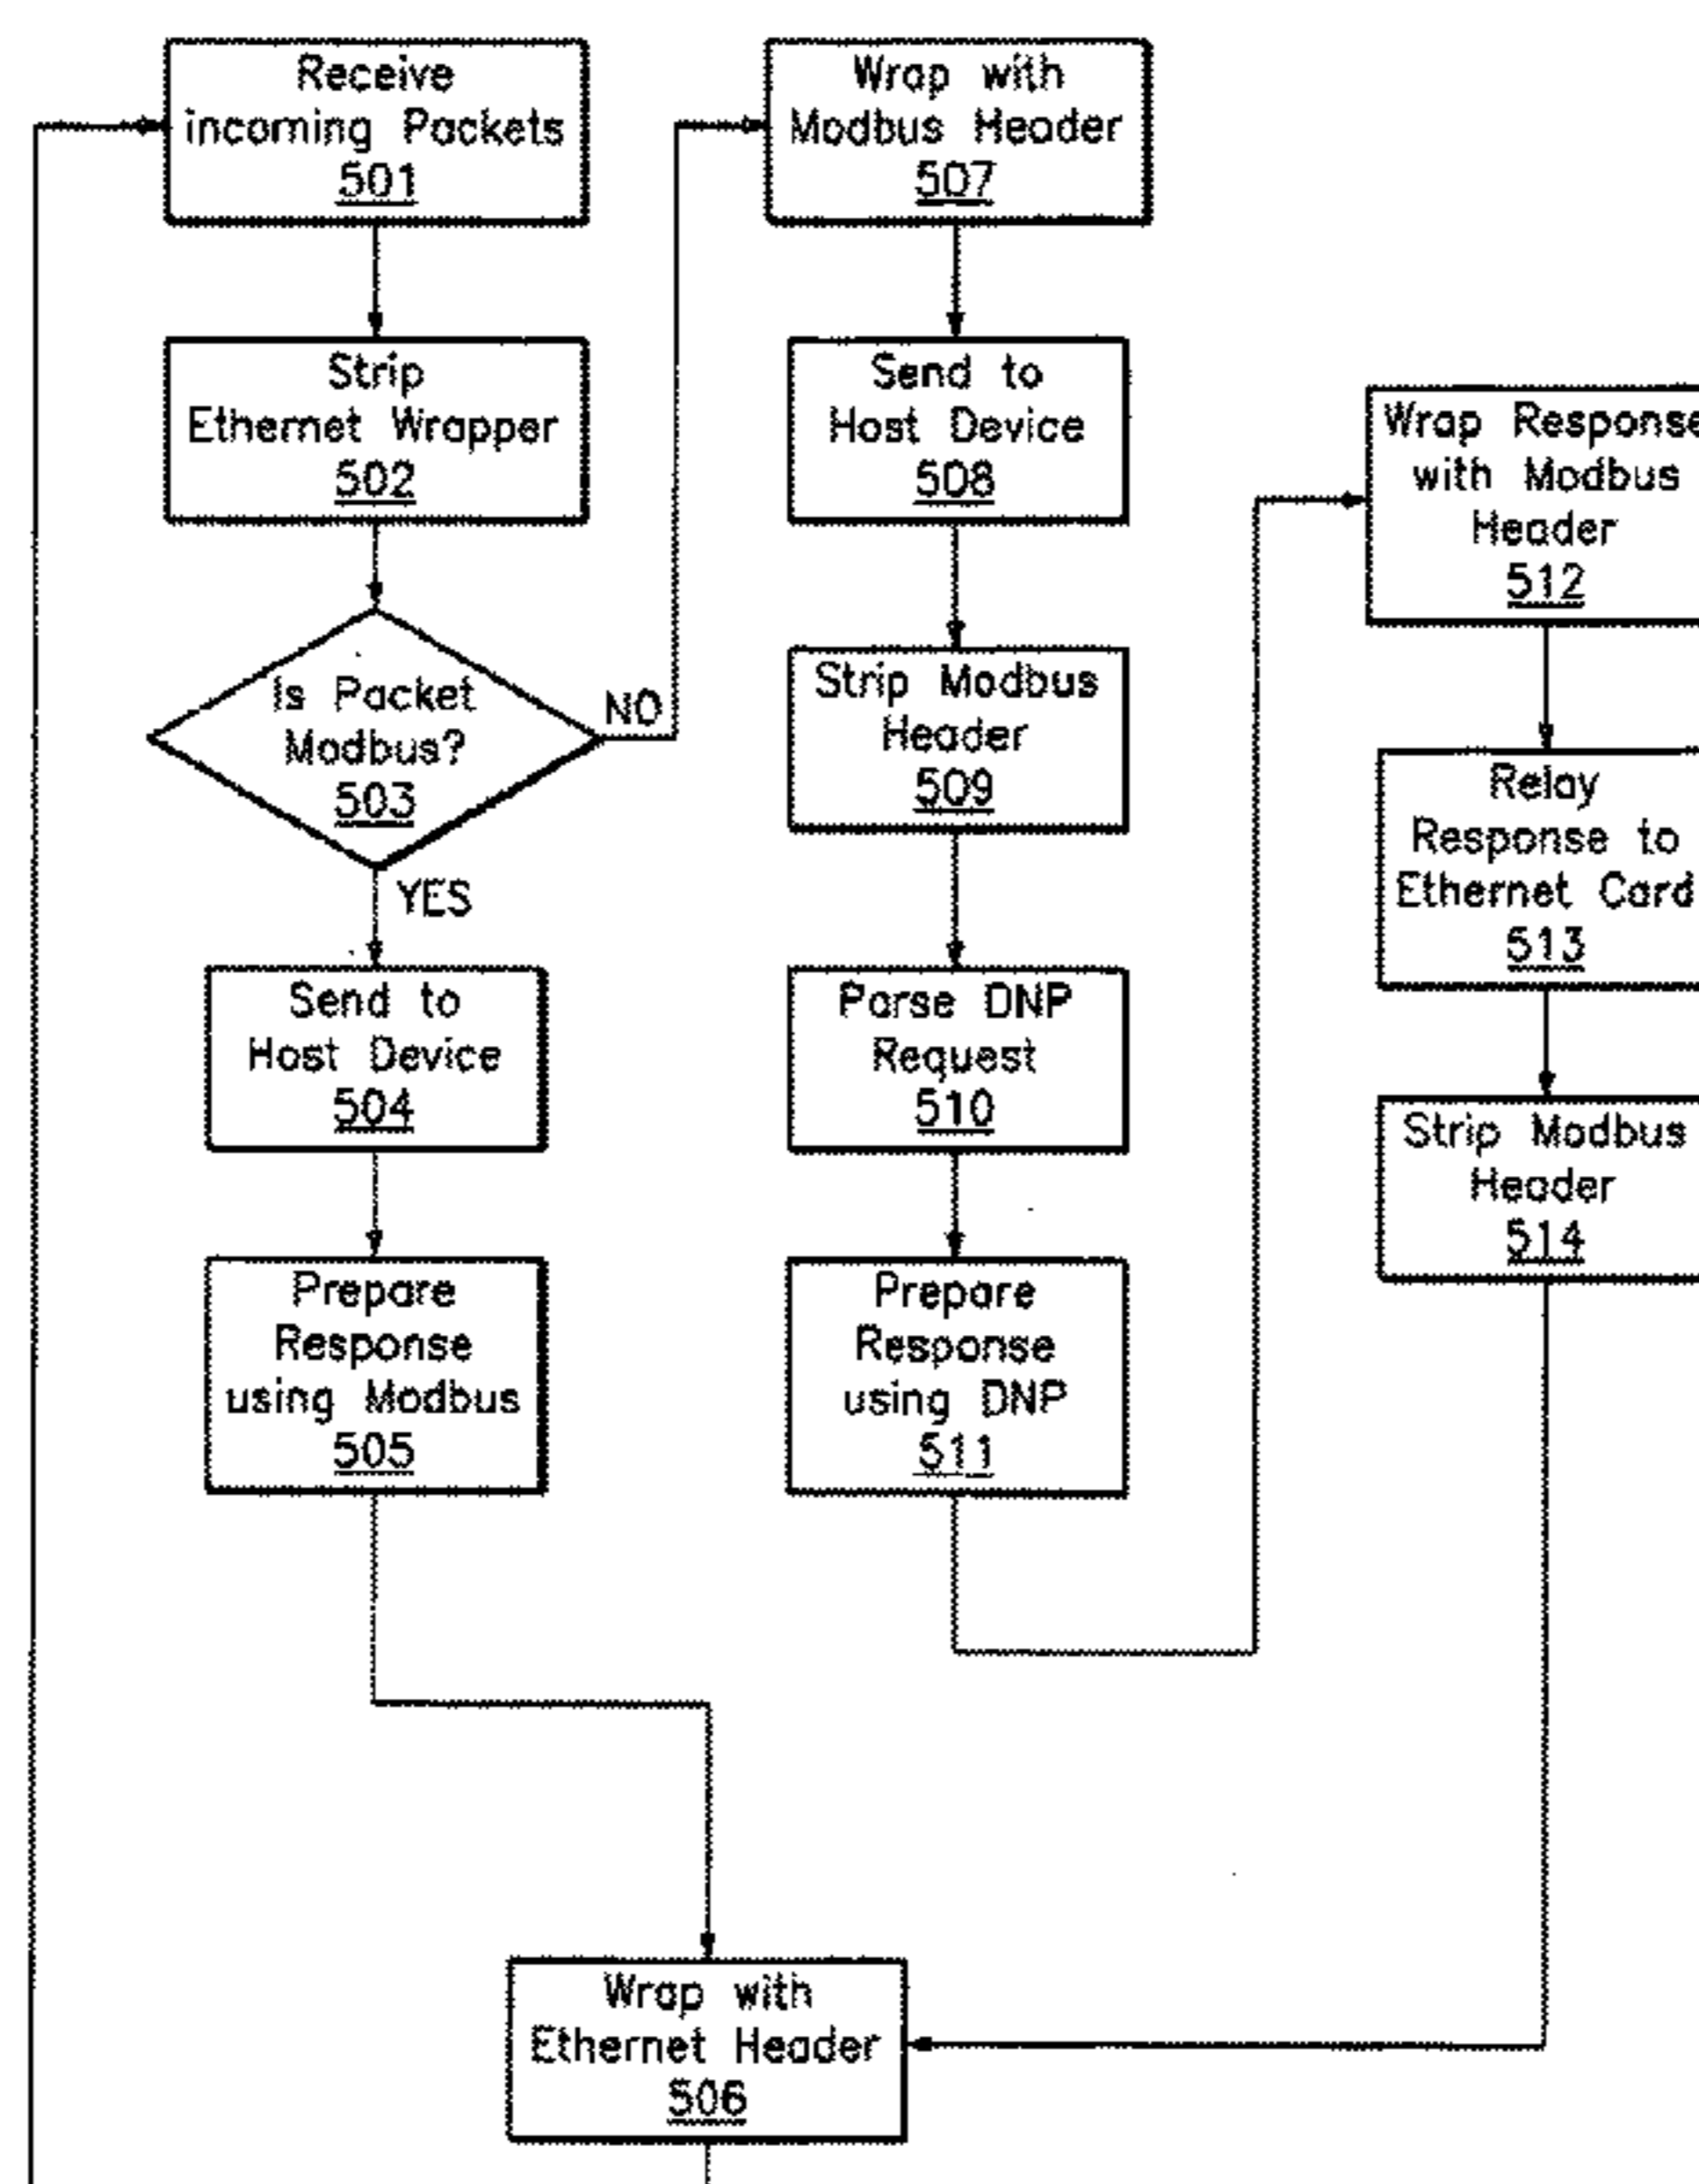 Receive
incoming Packets
501
Strip
Ethernet Wrapper
502
Is Packet
Modbus?
503
NO
YES
Send to
Host Device
504
Prepare
Response
using Modbus
505
Wrap with
Modbus Header
507
Send to
Host Device
508
Strip Modbus
Header
509
Parse DNP
Request
510
Prepare
Response
using DNP
511
Wrap Response
with Modbus
Header
512
Relay
Response to
Ethernet Card
513
Strip Modbus
Header
514
Wrap with
Ethernet Header
506